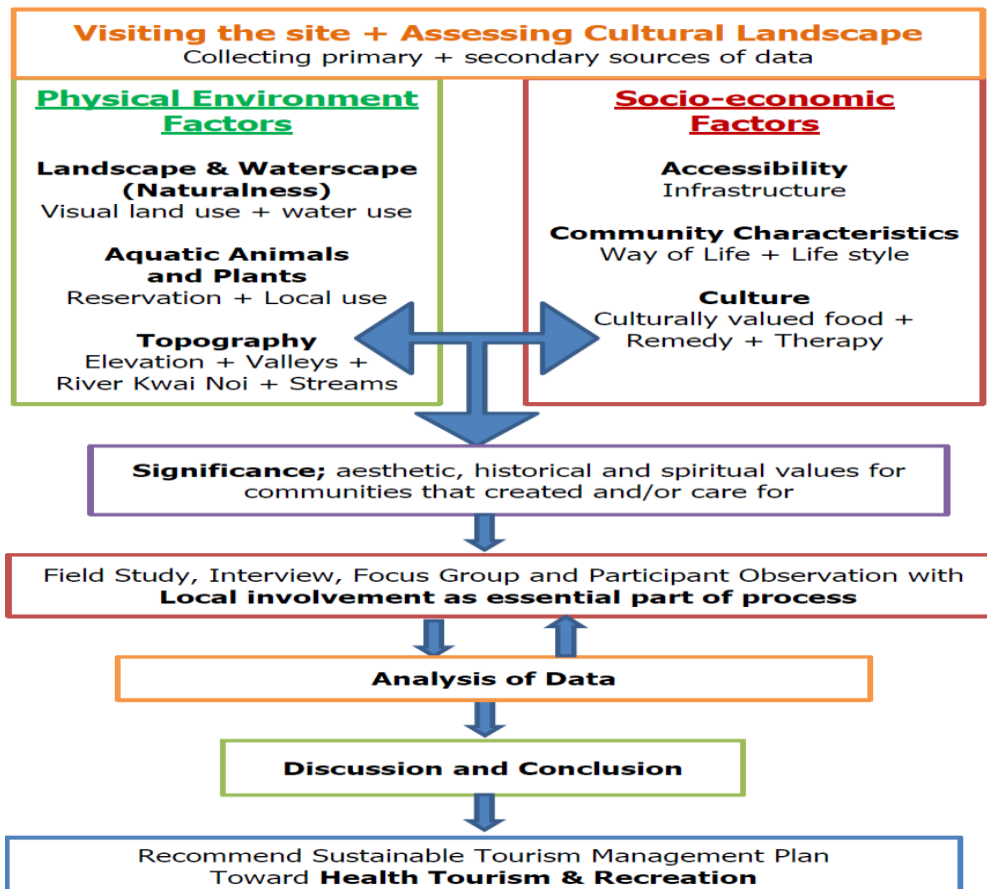 Visiting the site + Assessing Cultural Landscape
Collecting primary + secondary sources of data
Physical Environment
Factors
Landscape & Waterscape
(Naturalness)
Visual land use + water use
Aquatic Animals
and Plants
Reservation + Local use
Topography
Elevation + Valleys +
River Kwai Noi + Streams
Socio-economic
Factors
Accessibility
Infrastructure
Community Characteristics
Way of Life + Life style
Culture
Culturally valued food +
Remedy + Therapy
Significance; aesthetic, historical and spiritual values for
communities that created and/or care for
Field Study, Interview, Focus Group and Participant Observation with
Local involvement as essential part of process
Analysis of Data
Discussion and Conclusion
Recommend Sustainable Tourism Management Plan
Toward Health Tourism & Recreation